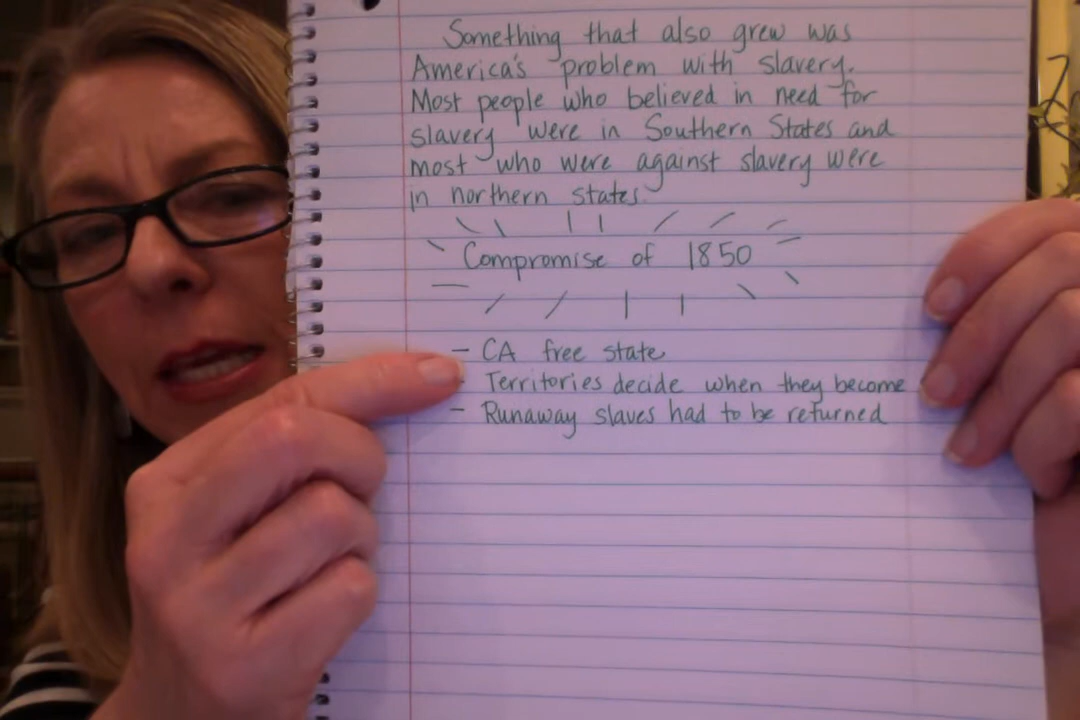 Something that also grew was
America's problem with slavery.
Most people who believed in need for
slavery were in Southern States and
most who were against slavery were
in northern states.
Compromise of 1850
- CA free state
- Territories decide when they become
- Runaway slaves had to be returned